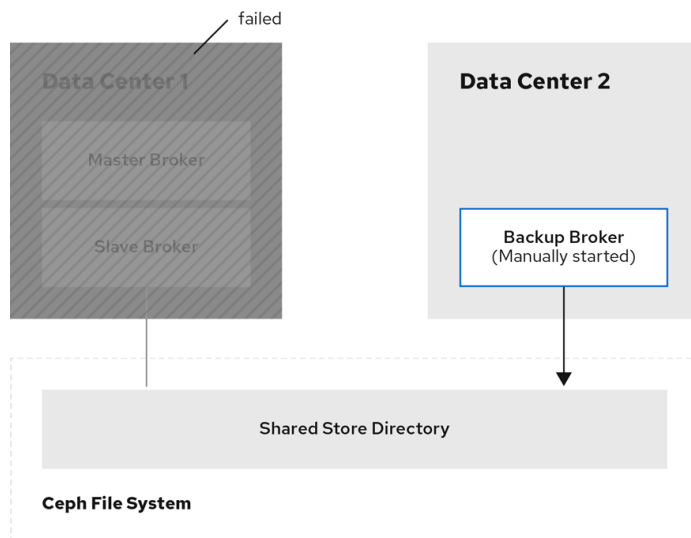 failed
Data Center 1
Data Center 2
Master Broker
Slave Broker
Backup Broker
(Manually started)
Shared Store Directory
Ceph File System